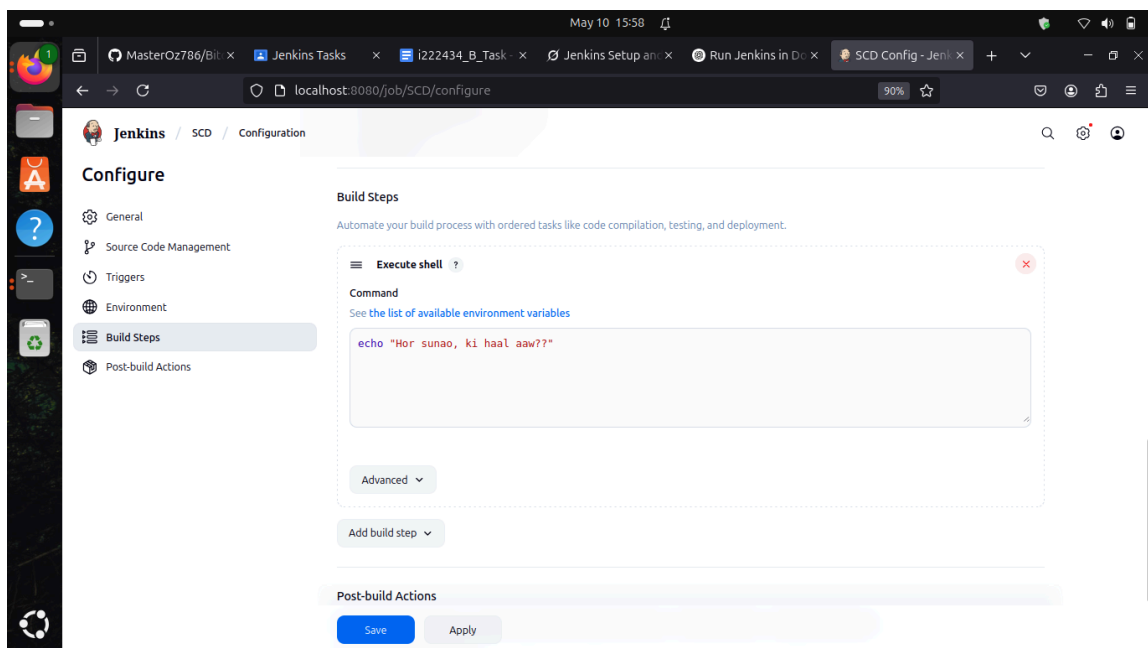 May 10 15:58
1
MasterOz786/Bit
Jenkins Tasks
i222434_B_Task -
Jenkins Setup and
Run Jenkins in Do
SCD Config - Jenk
localhost:8080/job/SCD/configure
90%
Jenkins / SCD / Configuration
Configure
General
Source Code Management
Triggers
Environment
Build Steps
Post-build Actions
Build Steps
Automate your build process with ordered tasks like code compilation, testing, and deployment.
Execute shell ?
Command
See the list of available environment variables
echo "Hor sunao, ki haal aaw??"
Advanced
Add build step
Post-build Actions
Save
Apply